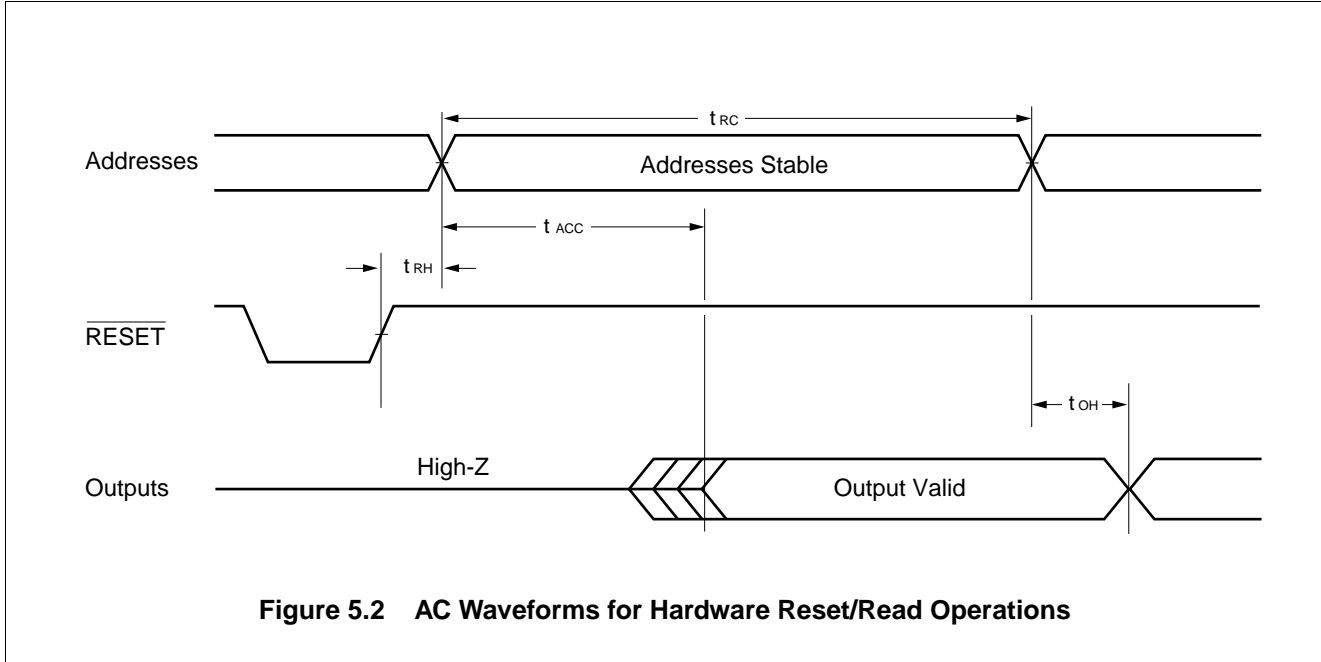 t RC
Addresses
Addresses Stable
t ACC
t RH
RESET
t OH
High-Z
Outputs
Output Valid
Figure 5.2 AC Waveforms for Hardware Reset/Read Operations